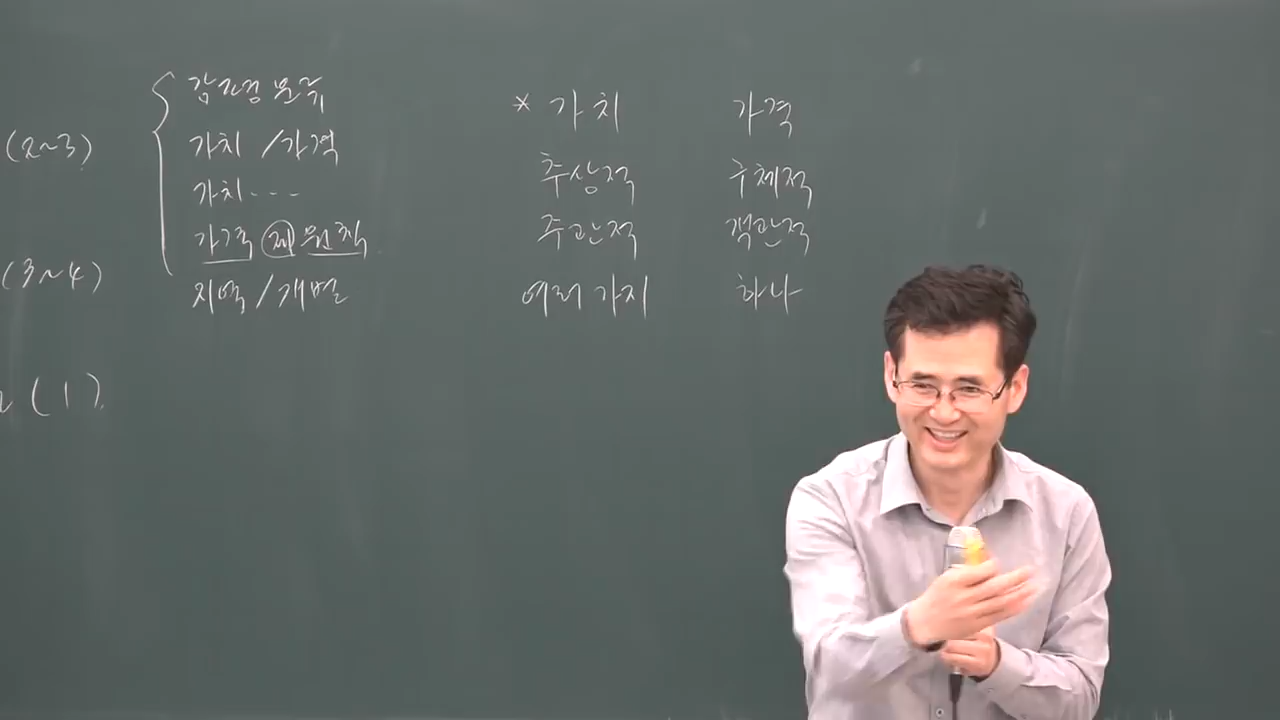 (2~3)
감정평 분류
가치 / 가격
가치 - - -
가격 제 원칙
지역 / 개별
(3~4)
(1).
* 가치 가격
추상적 구체적
주관적 객관적
여러 가지 하나